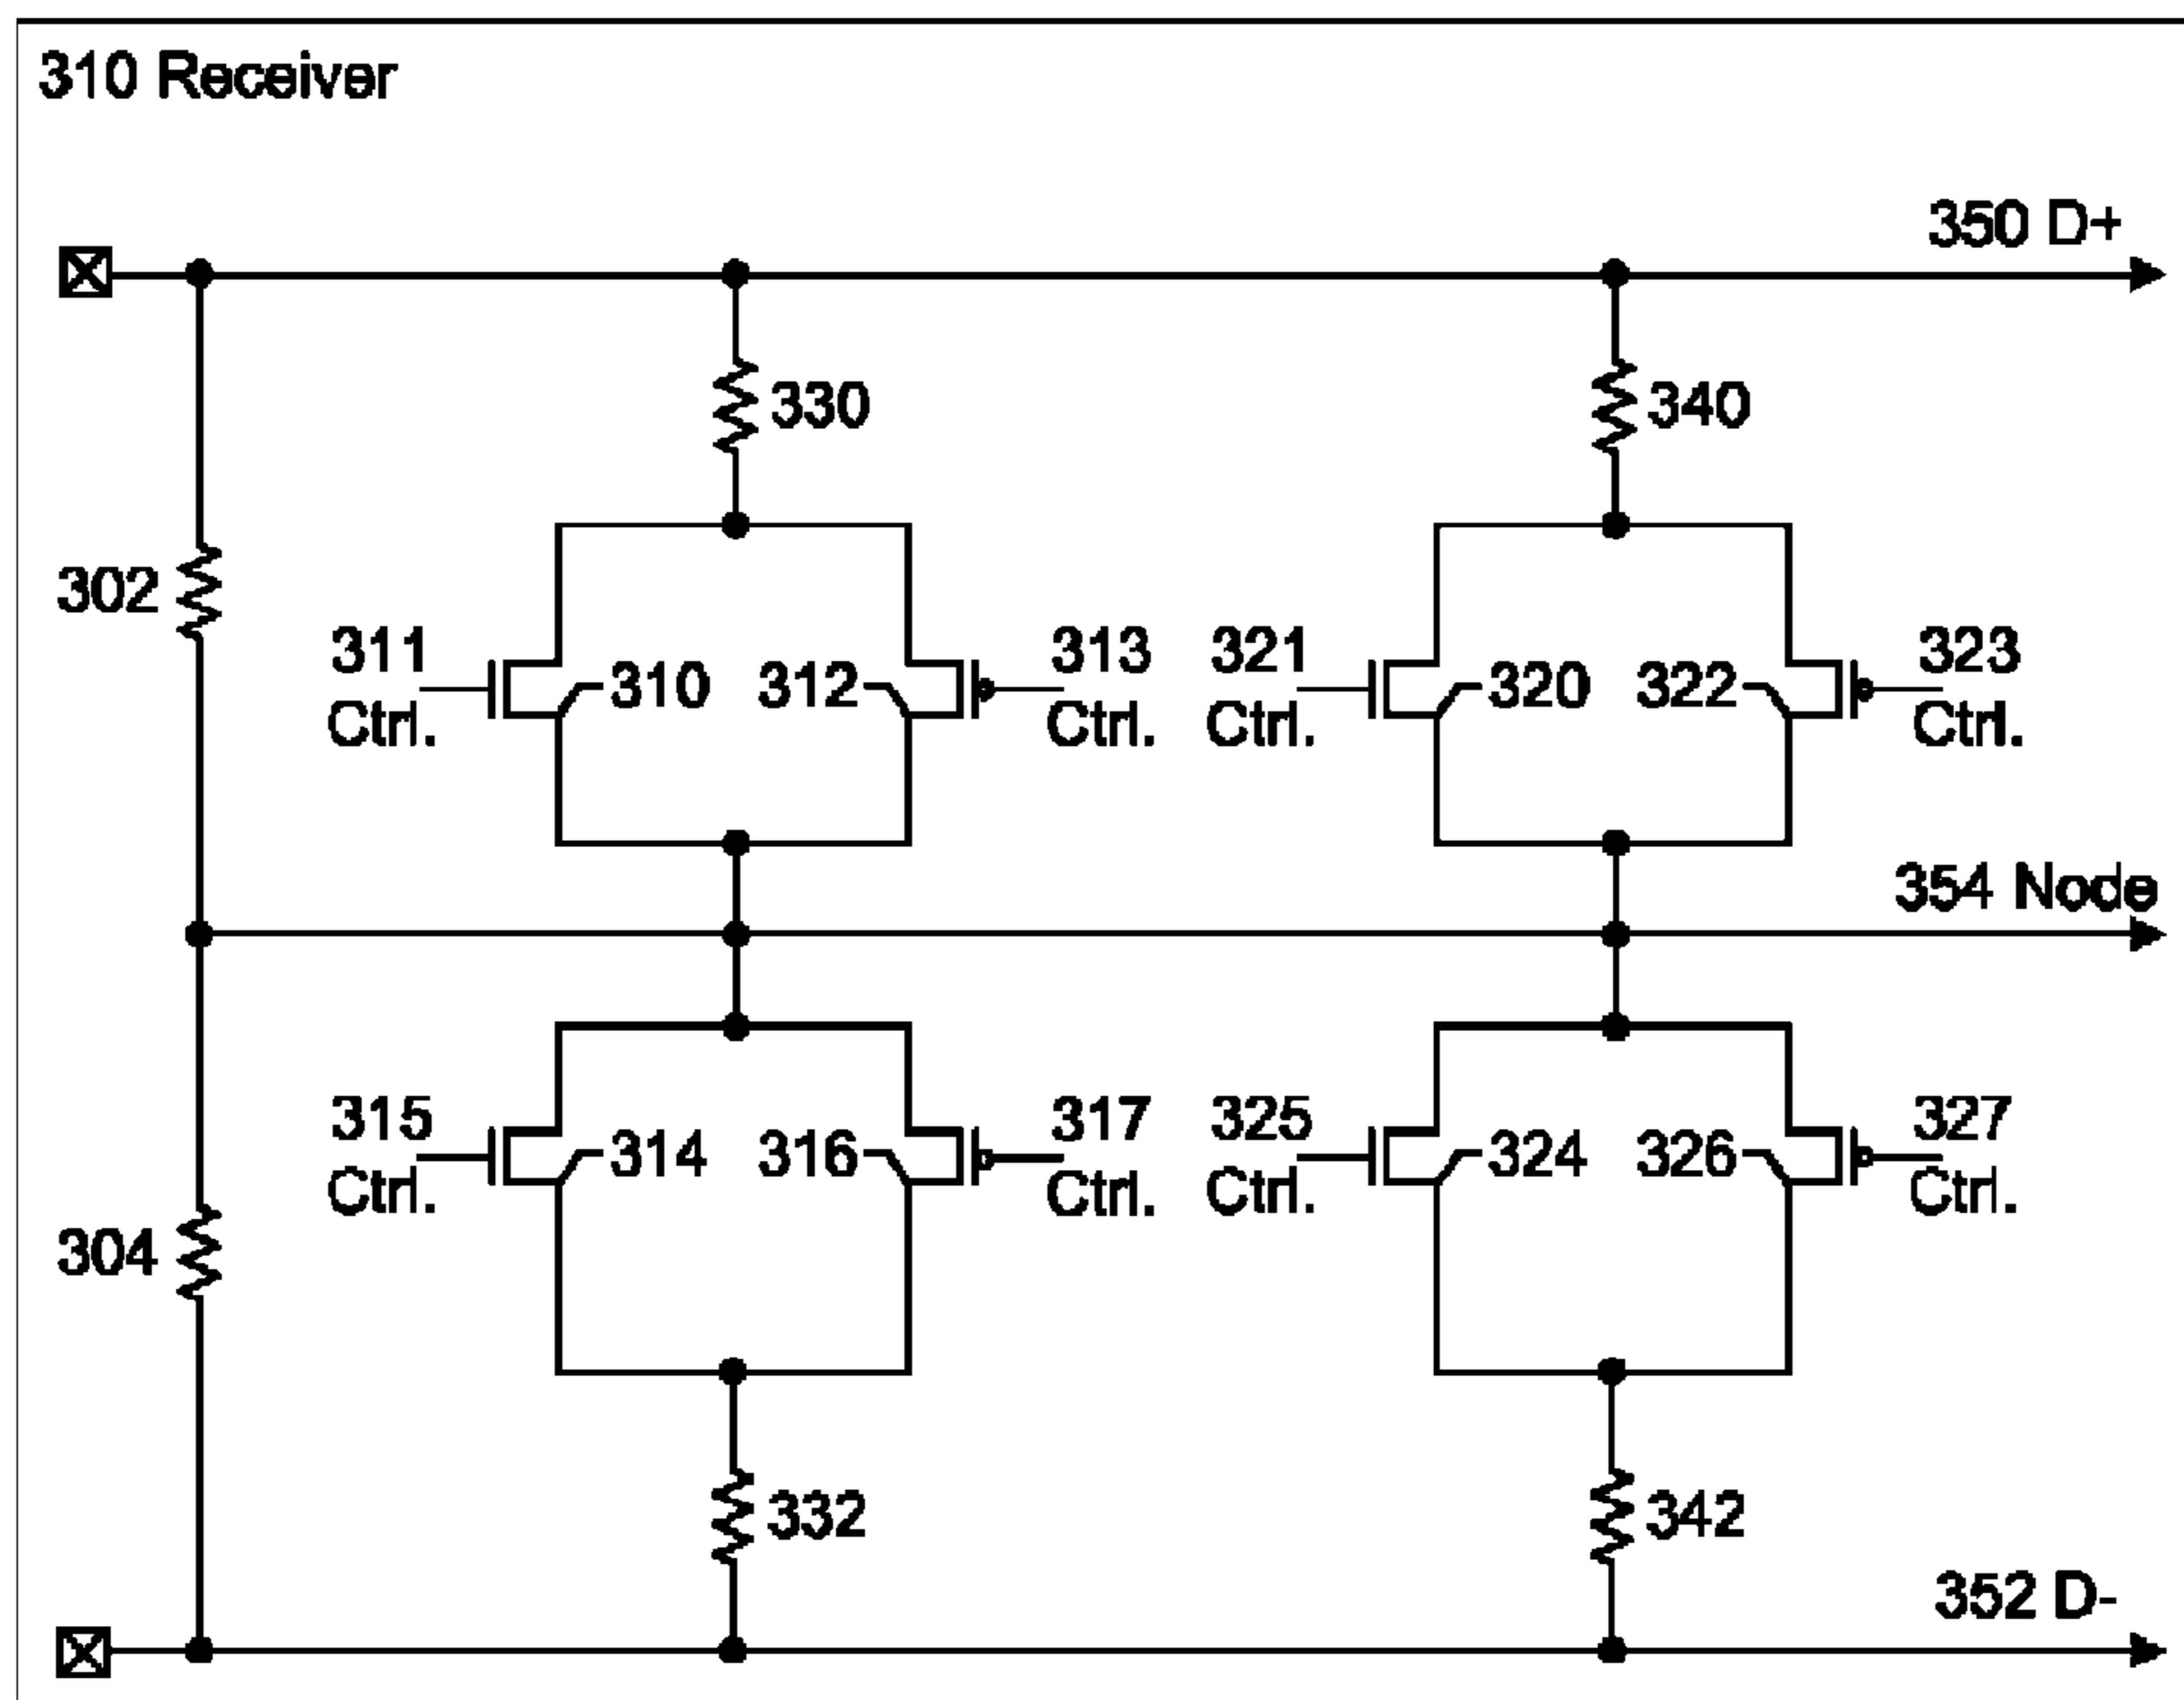 310 Receiver
350 D+
330
340
302
311
Ctrl.
310
312
313
Ctrl.
321
Ctrl.
320
322
323
Ctrl.
354 Node
315
Ctrl.
314
316
317
Ctrl.
325
Ctrl.
324
326
327
Ctrl.
304
332
342
352 D-